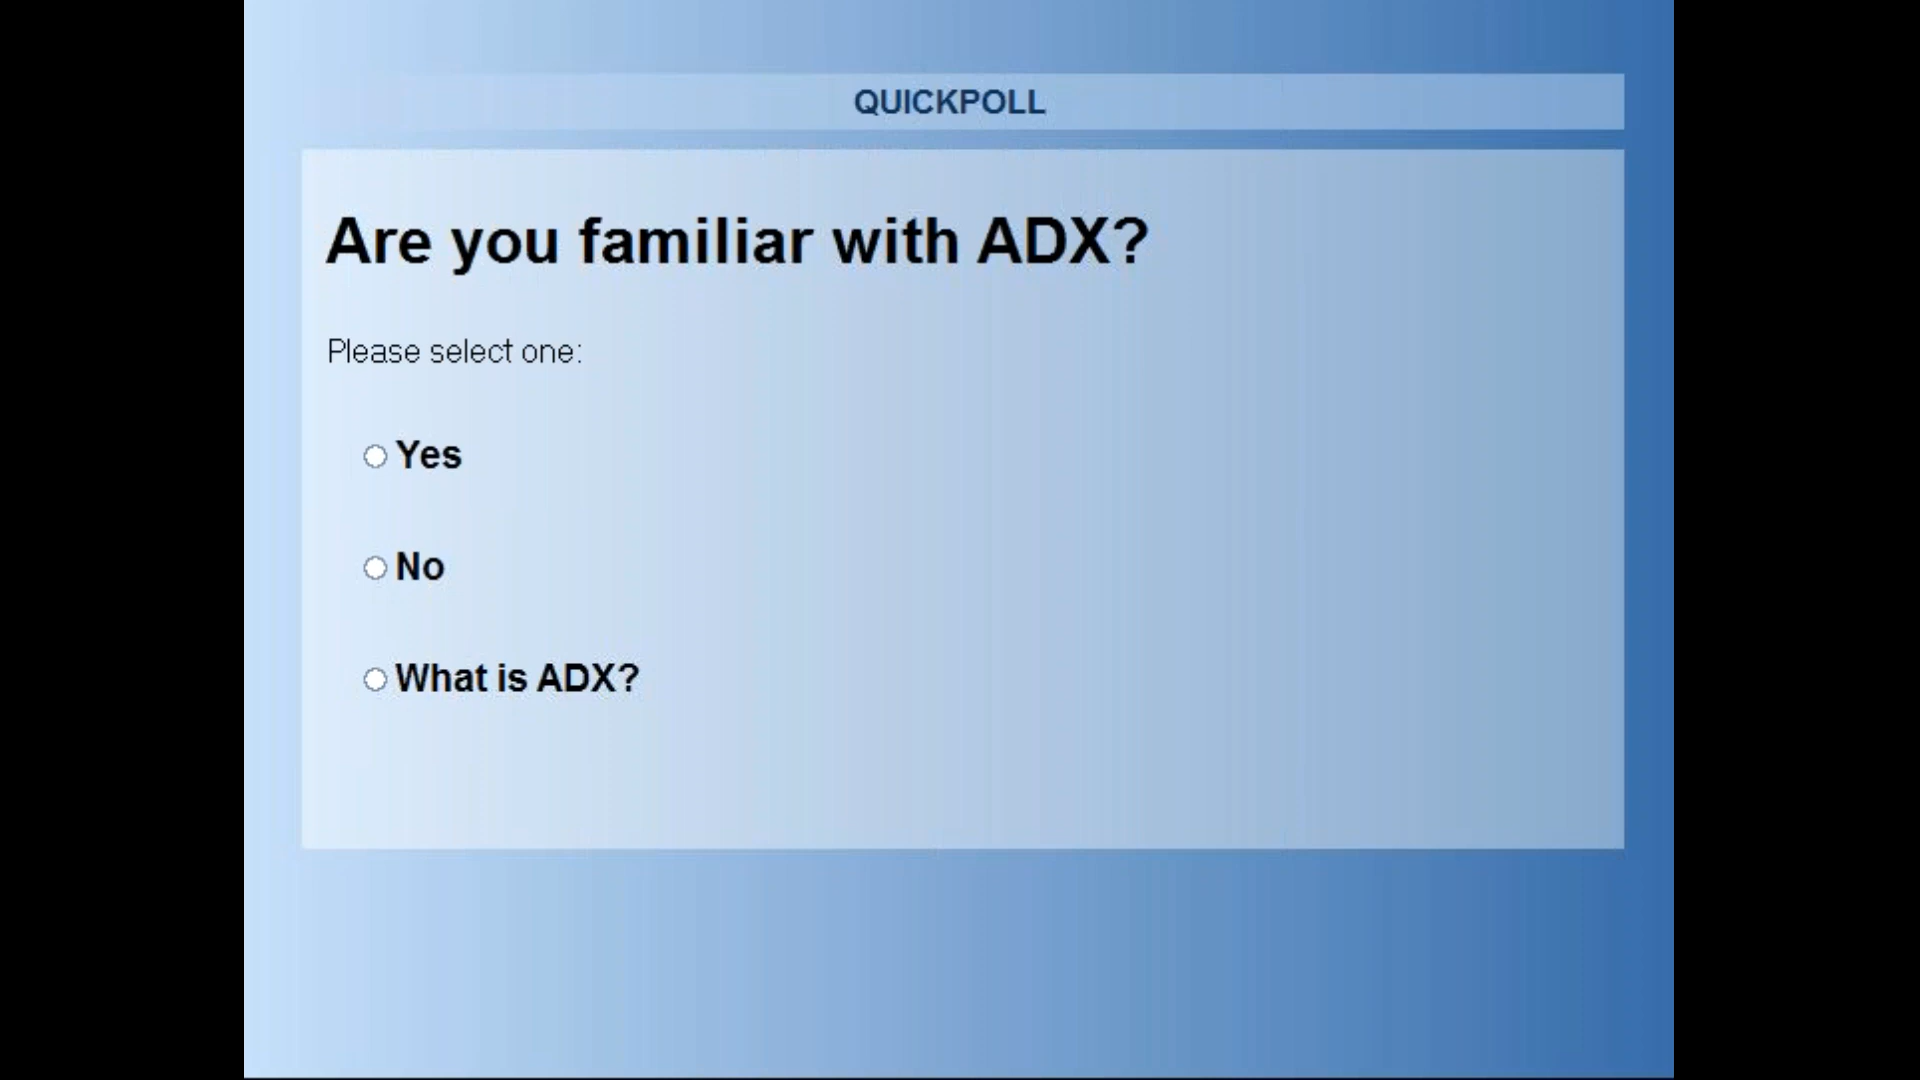 QUICKPOLL
Are you familiar with ADX?
Please select one:
Yes
No
What is ADX?